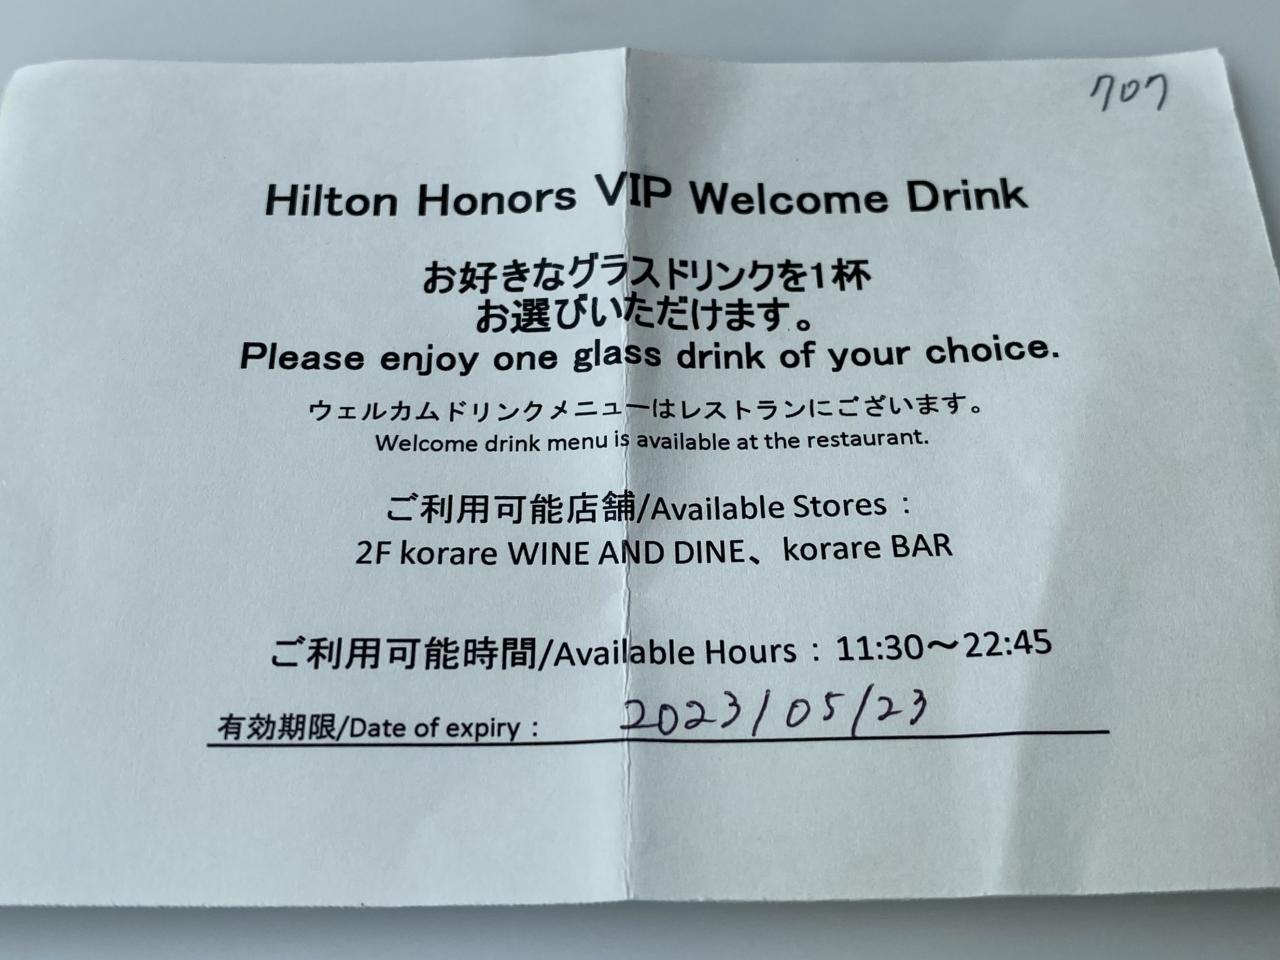 707
Hilton Honors VIP Welcome Drink
お好きなグラスドリンクを1杯
お選びいただけます。
Please enjoy one glass drink of your choice.
ウェルカムドリンクメニューはレストランにございます。
Welcome drink menu is available at the restaurant.
ご利用可能店舗/Available Stores：
2F korare WINE AND DINE、korare BAR
ご利用可能時間/Available Hours：11:30～22:45
有効期限/Date of expiry： 2023/05/23